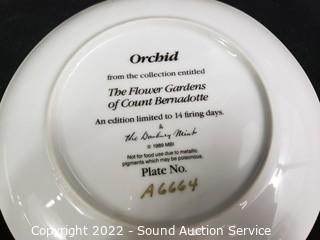 Orchid
from the collection entitled
The Flower Gardens
of Count Bernadotte
An edition limited to 14 firing days.
&
the Danbury Mint
© 1989 MBI
Not for food use due to metallic
pigments which may be poisonous.
Plate No.
A6664
Copyright 2022 - Sound Auction Service